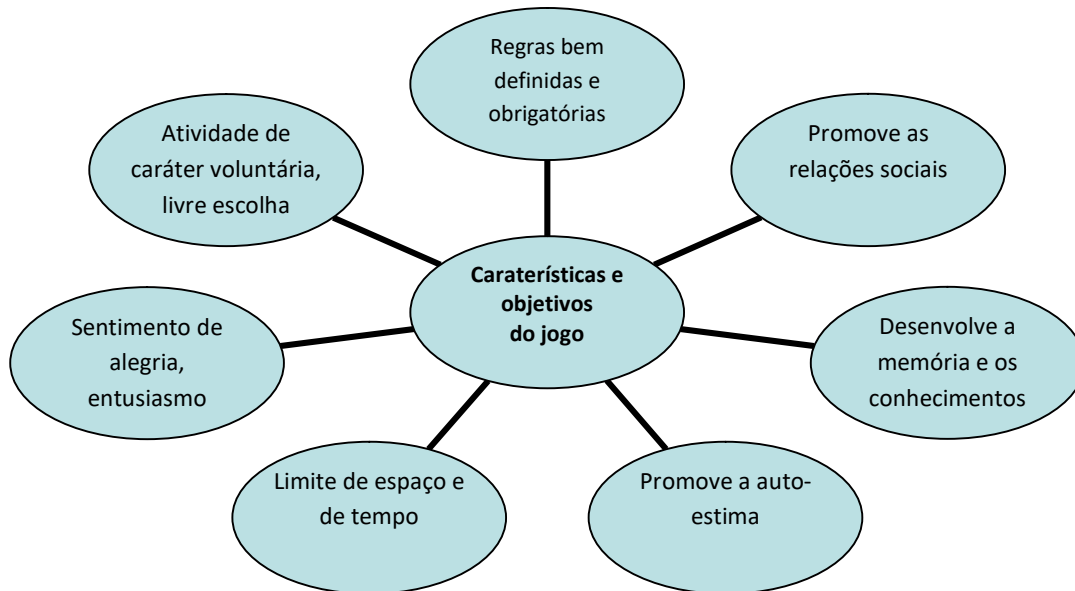 Regras bem
definidas e
obrigatórias
Atividade de
caráter voluntária,
livre escolha
Promove as
relações sociais
Caraterísticas e
objetivos
do jogo
Sentimento de
alegria,
entusiasmo
Desenvolve a
memória e os
conhecimentos
Limite de espaço e
de tempo
Promove a auto-
estima